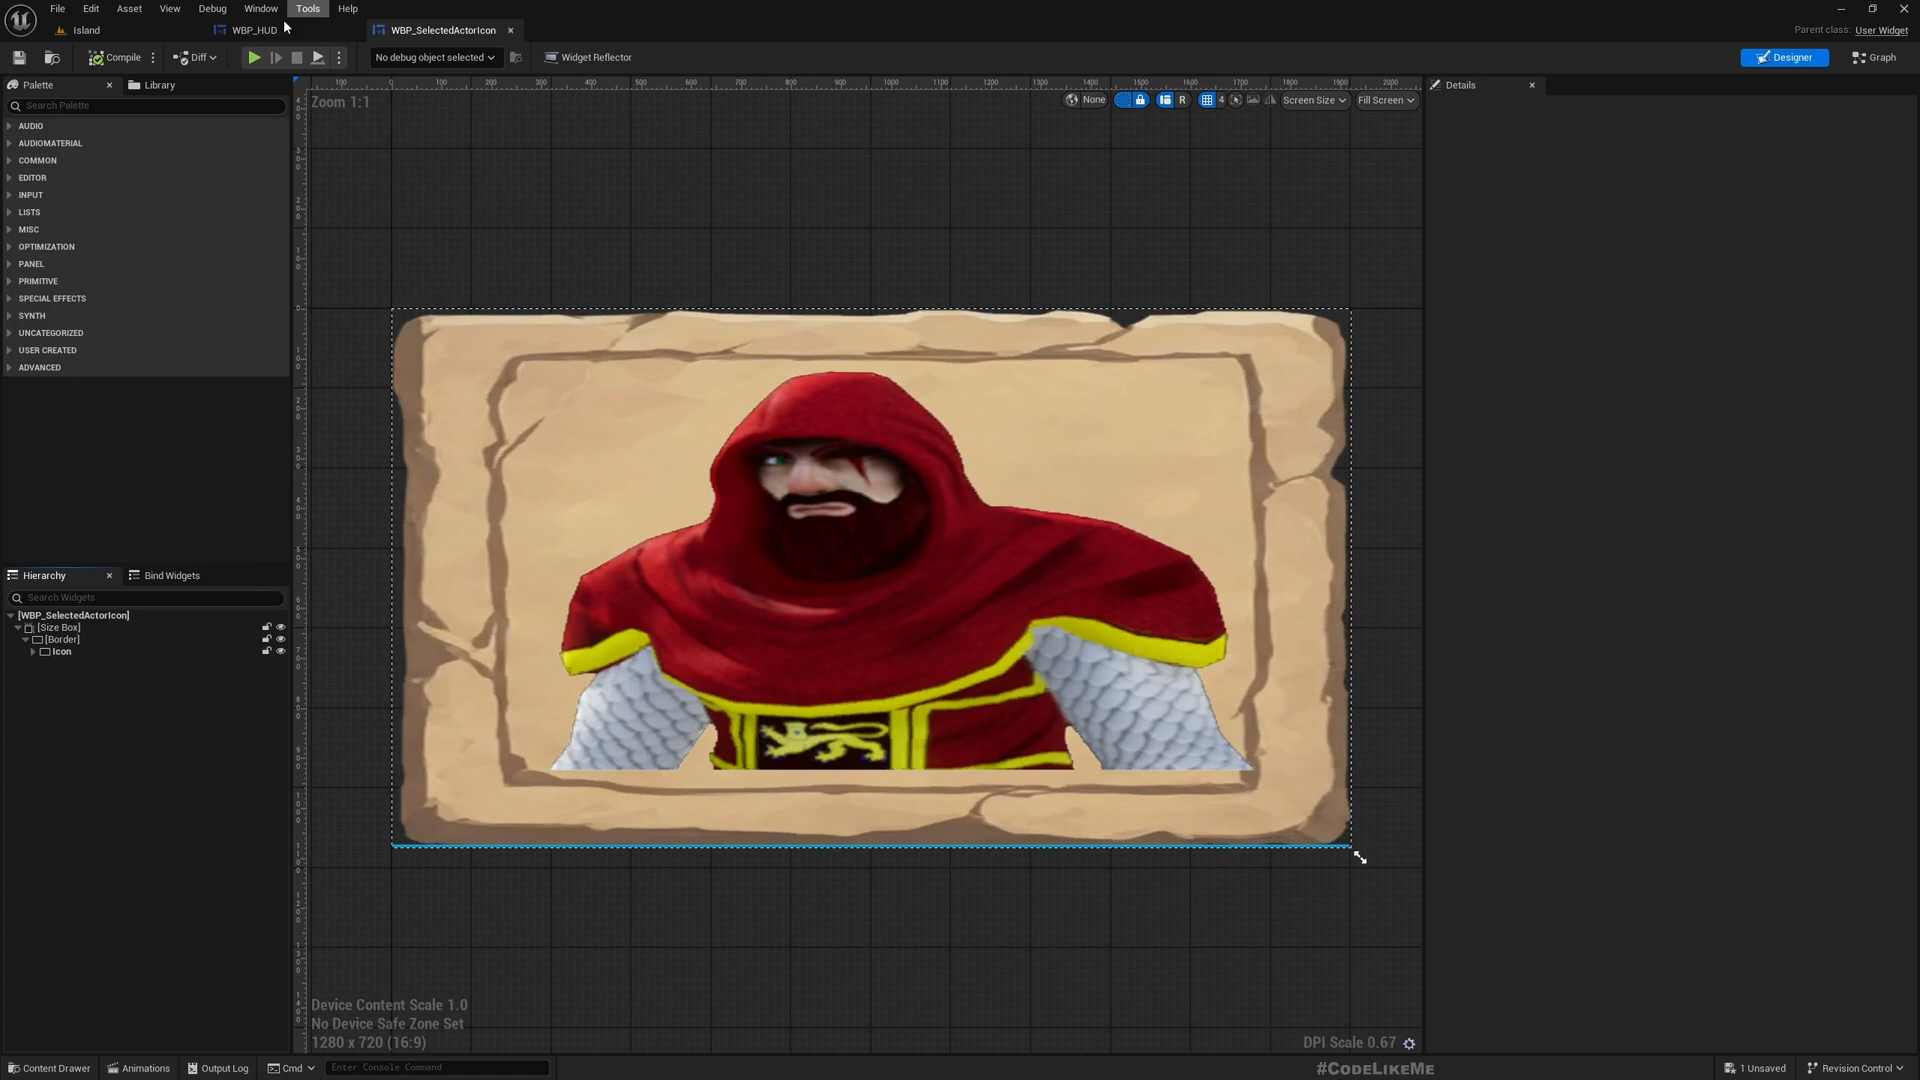 File Edit Asset View Debug Window Tools Help
Island WBP_HUD WBP_SelectedActorIcon Parent class: User Widget
Compile Diff No debug object selected Widget Reflector Designer Graph
Palette Library Details
Search Palette
Zoom 1:1 None R 4 Screen Size Fill Screen
AUDIO
AUDIOMATERIAL
COMMON
EDITOR
INPUT
LISTS
MISC
OPTIMIZATION
PANEL
PRIMITIVE
SPECIAL EFFECTS
SYNTH
UNCATEGORIZED
USER CREATED
ADVANCED
Hierarchy Bind Widgets
Search Widgets
[WBP_SelectedActorIcon]
[Size Box]
[Border]
Icon
Device Content Scale 1.0
No Device Safe Zone Set
1280 x 720 (16:9) DPI Scale 0.67
Content Drawer Animations Output Log Cmd Enter Console Command #CodeLikeMe 1 Unsaved Revision Control